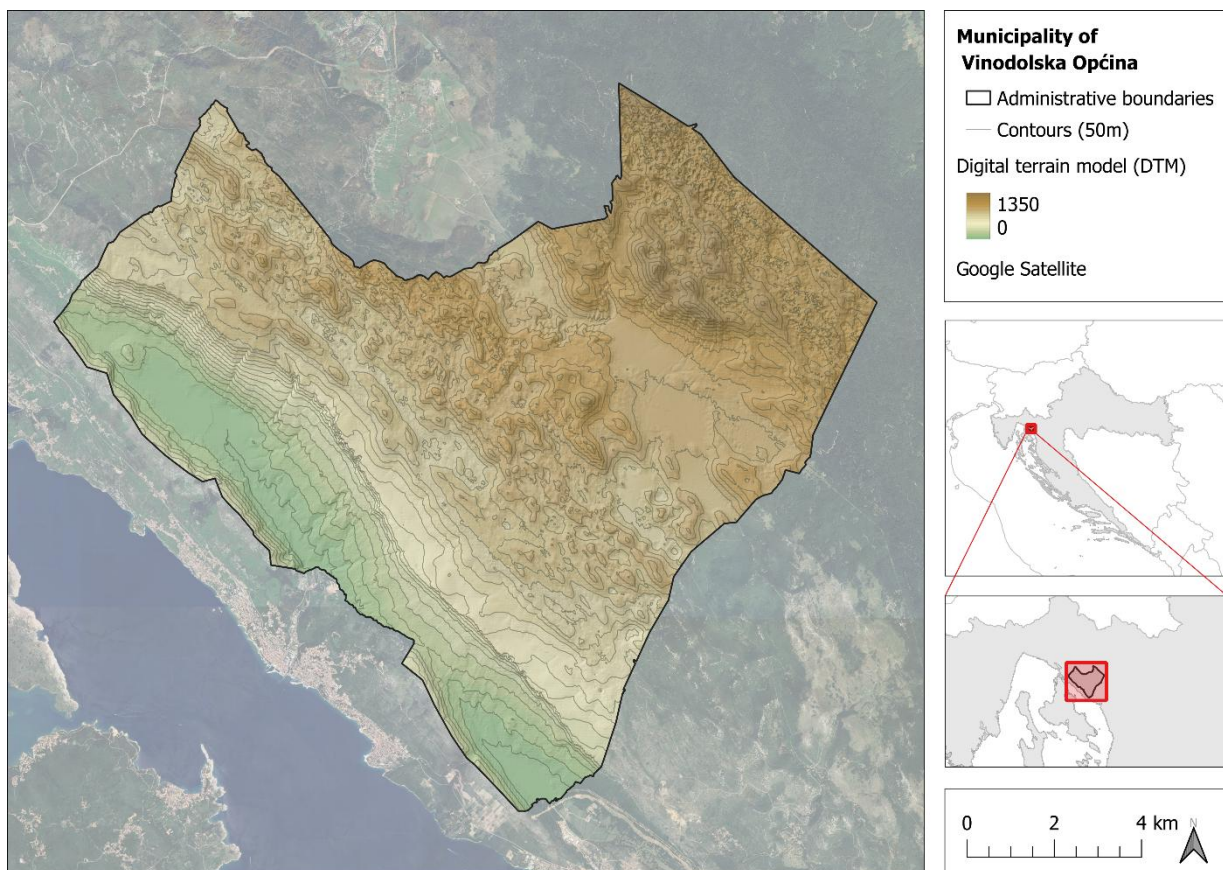 Municipality of
Vinodolska Općina
Administrative boundaries
Contours (50m)
Digital terrain model (DTM)
1350
0
Google Satellite
0 2 4 km
N